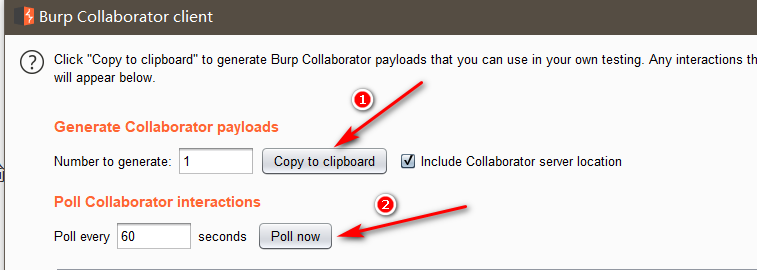 Burp Collaborator client
Click "Copy to clipboard" to generate Burp Collaborator payloads that you can use in your own testing. Any interactions th
will appear below.
1
Generate Collaborator payloads
Number to generate: 1 Copy to clipboard Include Collaborator server location
Poll Collaborator interactions
2
Poll every 60 seconds Poll now